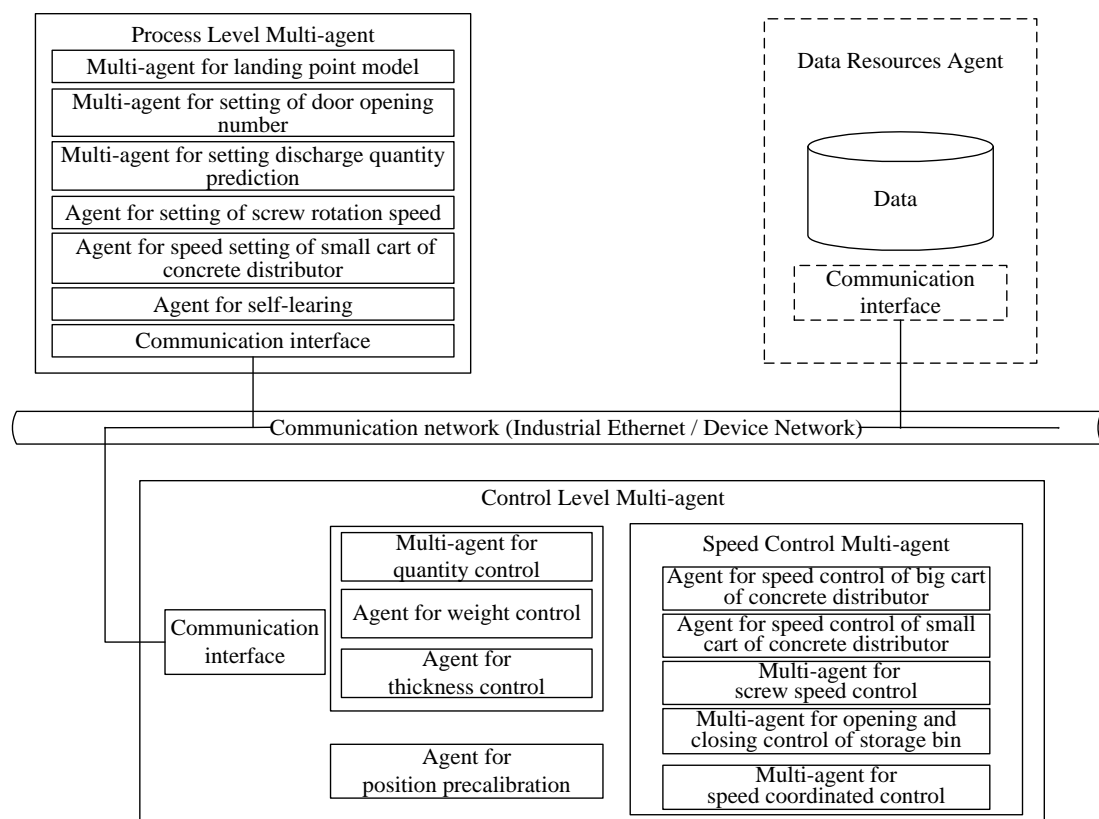 Process Level Multi-agent
Multi-agent for landing point model
Multi-agent for setting of door opening
number
Multi-agent for setting discharge quantity
prediction
Agent for setting of screw rotation speed
Agent for speed setting of small cart of
concrete distributor
Agent for self-learing
Communication interface
Data Resources Agent
Data
Communication
interface
Communication network (Industrial Ethernet / Device Network)
Control Level Multi-agent
Communication
interface
Multi-agent for
quantity control
Agent for weight control
Agent for
thickness control
Agent for
position precalibration
Speed Control Multi-agent
Agent for speed control of big cart
of concrete distributor
Agent for speed control of small
cart of concrete distributor
Multi-agent for
screw speed control
Multi-agent for opening and
closing control of storage bin
Multi-agent for
speed coordinated control